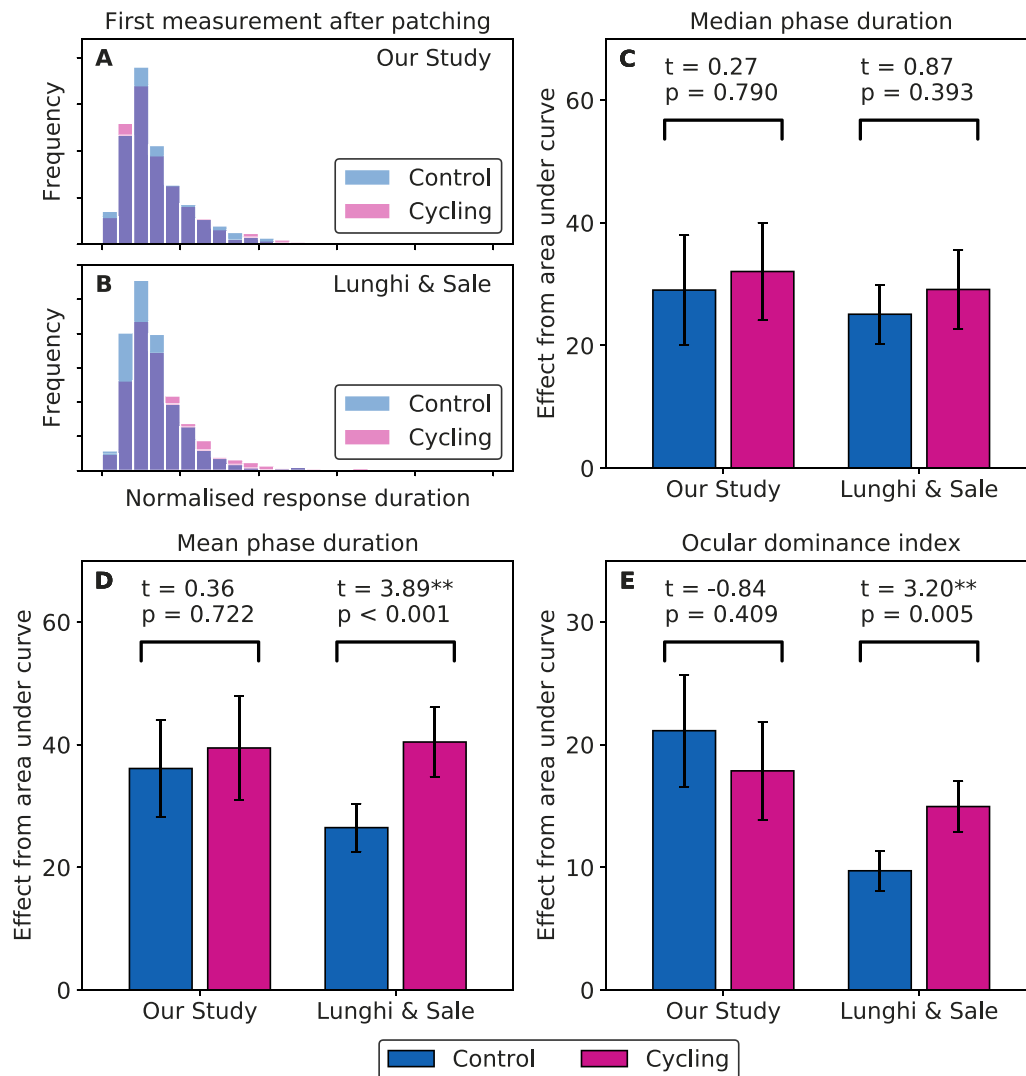 First measurement after patching
A
Our Study
Frequency
Control
Cycling
B
Lunghi & Sale
Frequency
Control
Cycling
Normalised response duration
Median phase duration
C
t = 0.27
p = 0.790
t = 0.87
p = 0.393
Effect from area under curve
60
40
20
0
Our Study
Lunghi & Sale
Mean phase duration
D
t = 0.36
p = 0.722
t = 3.89**
p < 0.001
Effect from area under curve
60
40
20
0
Our Study
Lunghi & Sale
Ocular dominance index
E
t = -0.84
p = 0.409
t = 3.20**
p = 0.005
Effect from area under curve
30
20
10
0
Our Study
Lunghi & Sale
Control
Cycling